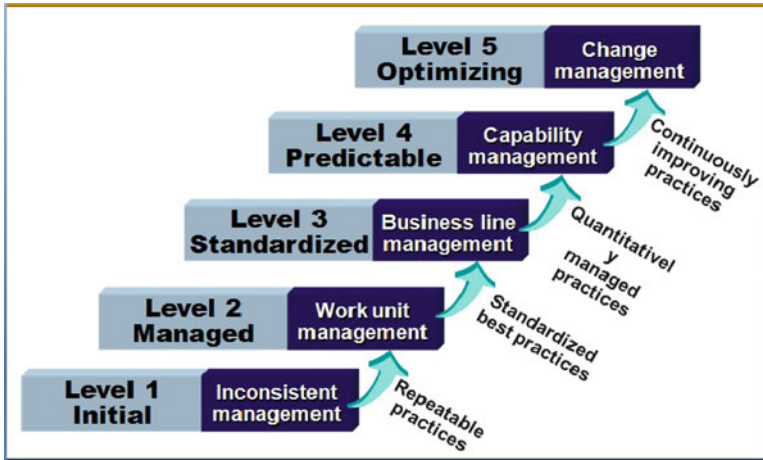 Level 5
Optimizing
Change
management
Level 4
Predictable
Capability
management
Continuously
improving
practices
Level 3
Standardized
Business line
management
Quantitativel
y
managed
practices
Level 2
Managed
Work unit
management
Standardized
best practices
Level 1
Initial
Inconsistent
management
Repeatable
practices